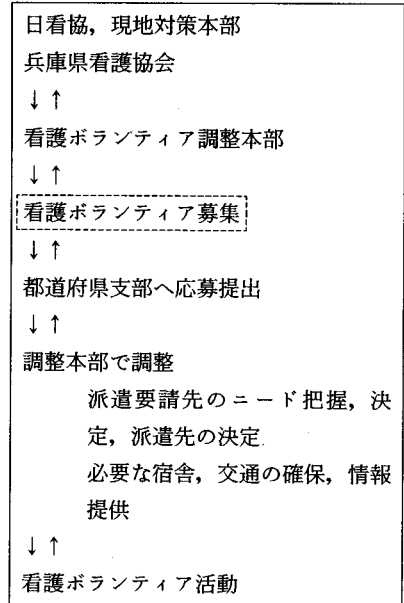 日看協，現地対策本部
兵庫県看護協会
↓↑
看護ボランティア調整本部
↓↑
看護ボランティア募集
↓↑
都道府県支部へ応募提出
↓↑
調整本部で調整
派遣要請先のニード把握，決
定，派遣先の決定
必要な宿舎，交通の確保，情報
提供
↓↑
看護ボランティア活動